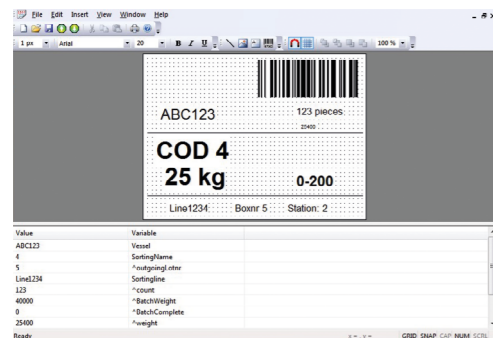 File Edit Insert View Window Help
1 px Arial 20 B I U 100 %
ABC123 123 pieces
25400
COD 4
25 kg 0-200
Line1234 Boxnr 5 Station: 2
Value Variable
ABC123 Vessel
4 SortingName
5 ^outgoingLotnr
Line1234 Sortingline
123 ^count
40000 ^BatchWeight
0 ^BatchComplete
25400 ^weight
Ready x = - , x = - GRID SNAP CAP NUM SCRL